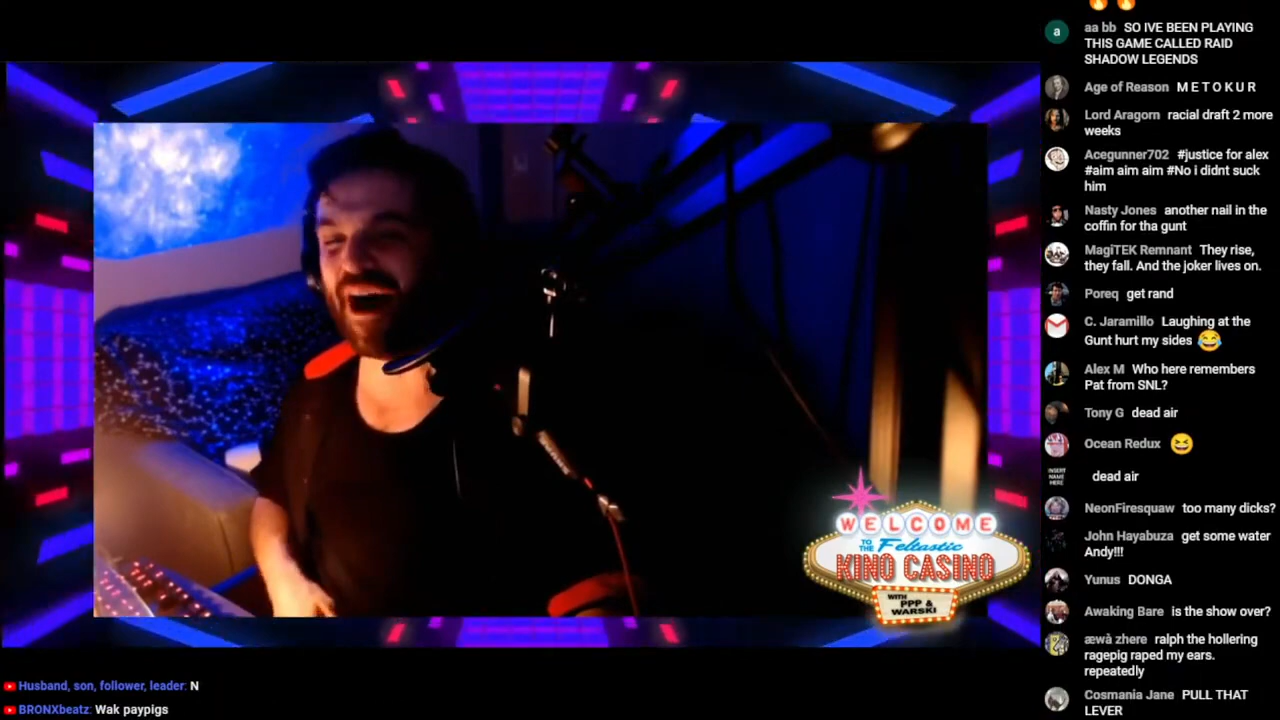 aa bb SO IVE BEEN PLAYING
THIS GAME CALLED RAID
SHADOW LEGENDS
Age of Reason M E T O K U R
Lord Aragorn racial draft 2 more
weeks
Acegunner702 #justice for alex
#aim aim aim #No i didnt suck
him
Nasty Jones another nail in the
coffin for tha gunt
MagiTEK Remnant They rise,
they fall. And the joker lives on.
Poreq get rand
C. Jaramillo Laughing at the
Gunt hurt my sides 😂
Alex M Who here remembers
Pat from SNL?
Tony G dead air
Ocean Redux 😆
INSERT
NAME
HERE
dead air
NeonFiresquaw too many dicks?
John Hayabuza get some water
Andy!!!
Yunus DONGA
Awaking Bare is the show over?
æwà zhere ralph the hollering
ragepig raped my ears.
repeatedly
Cosmania Jane PULL THAT
LEVER
WELCOME
TO THE Feltastic
KINO CASINO
WITH
PPP &
WARSKI
Husband, son, follower, leader: N
BRONXbeatz: Wak paypigs